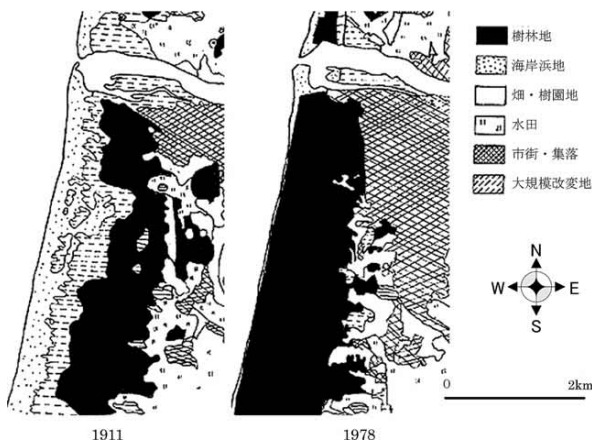 樹林地
海岸浜地
畑・樹園地
水田
市街・集落
大規模改変地
N
W E
S
0 2km
1911 1978